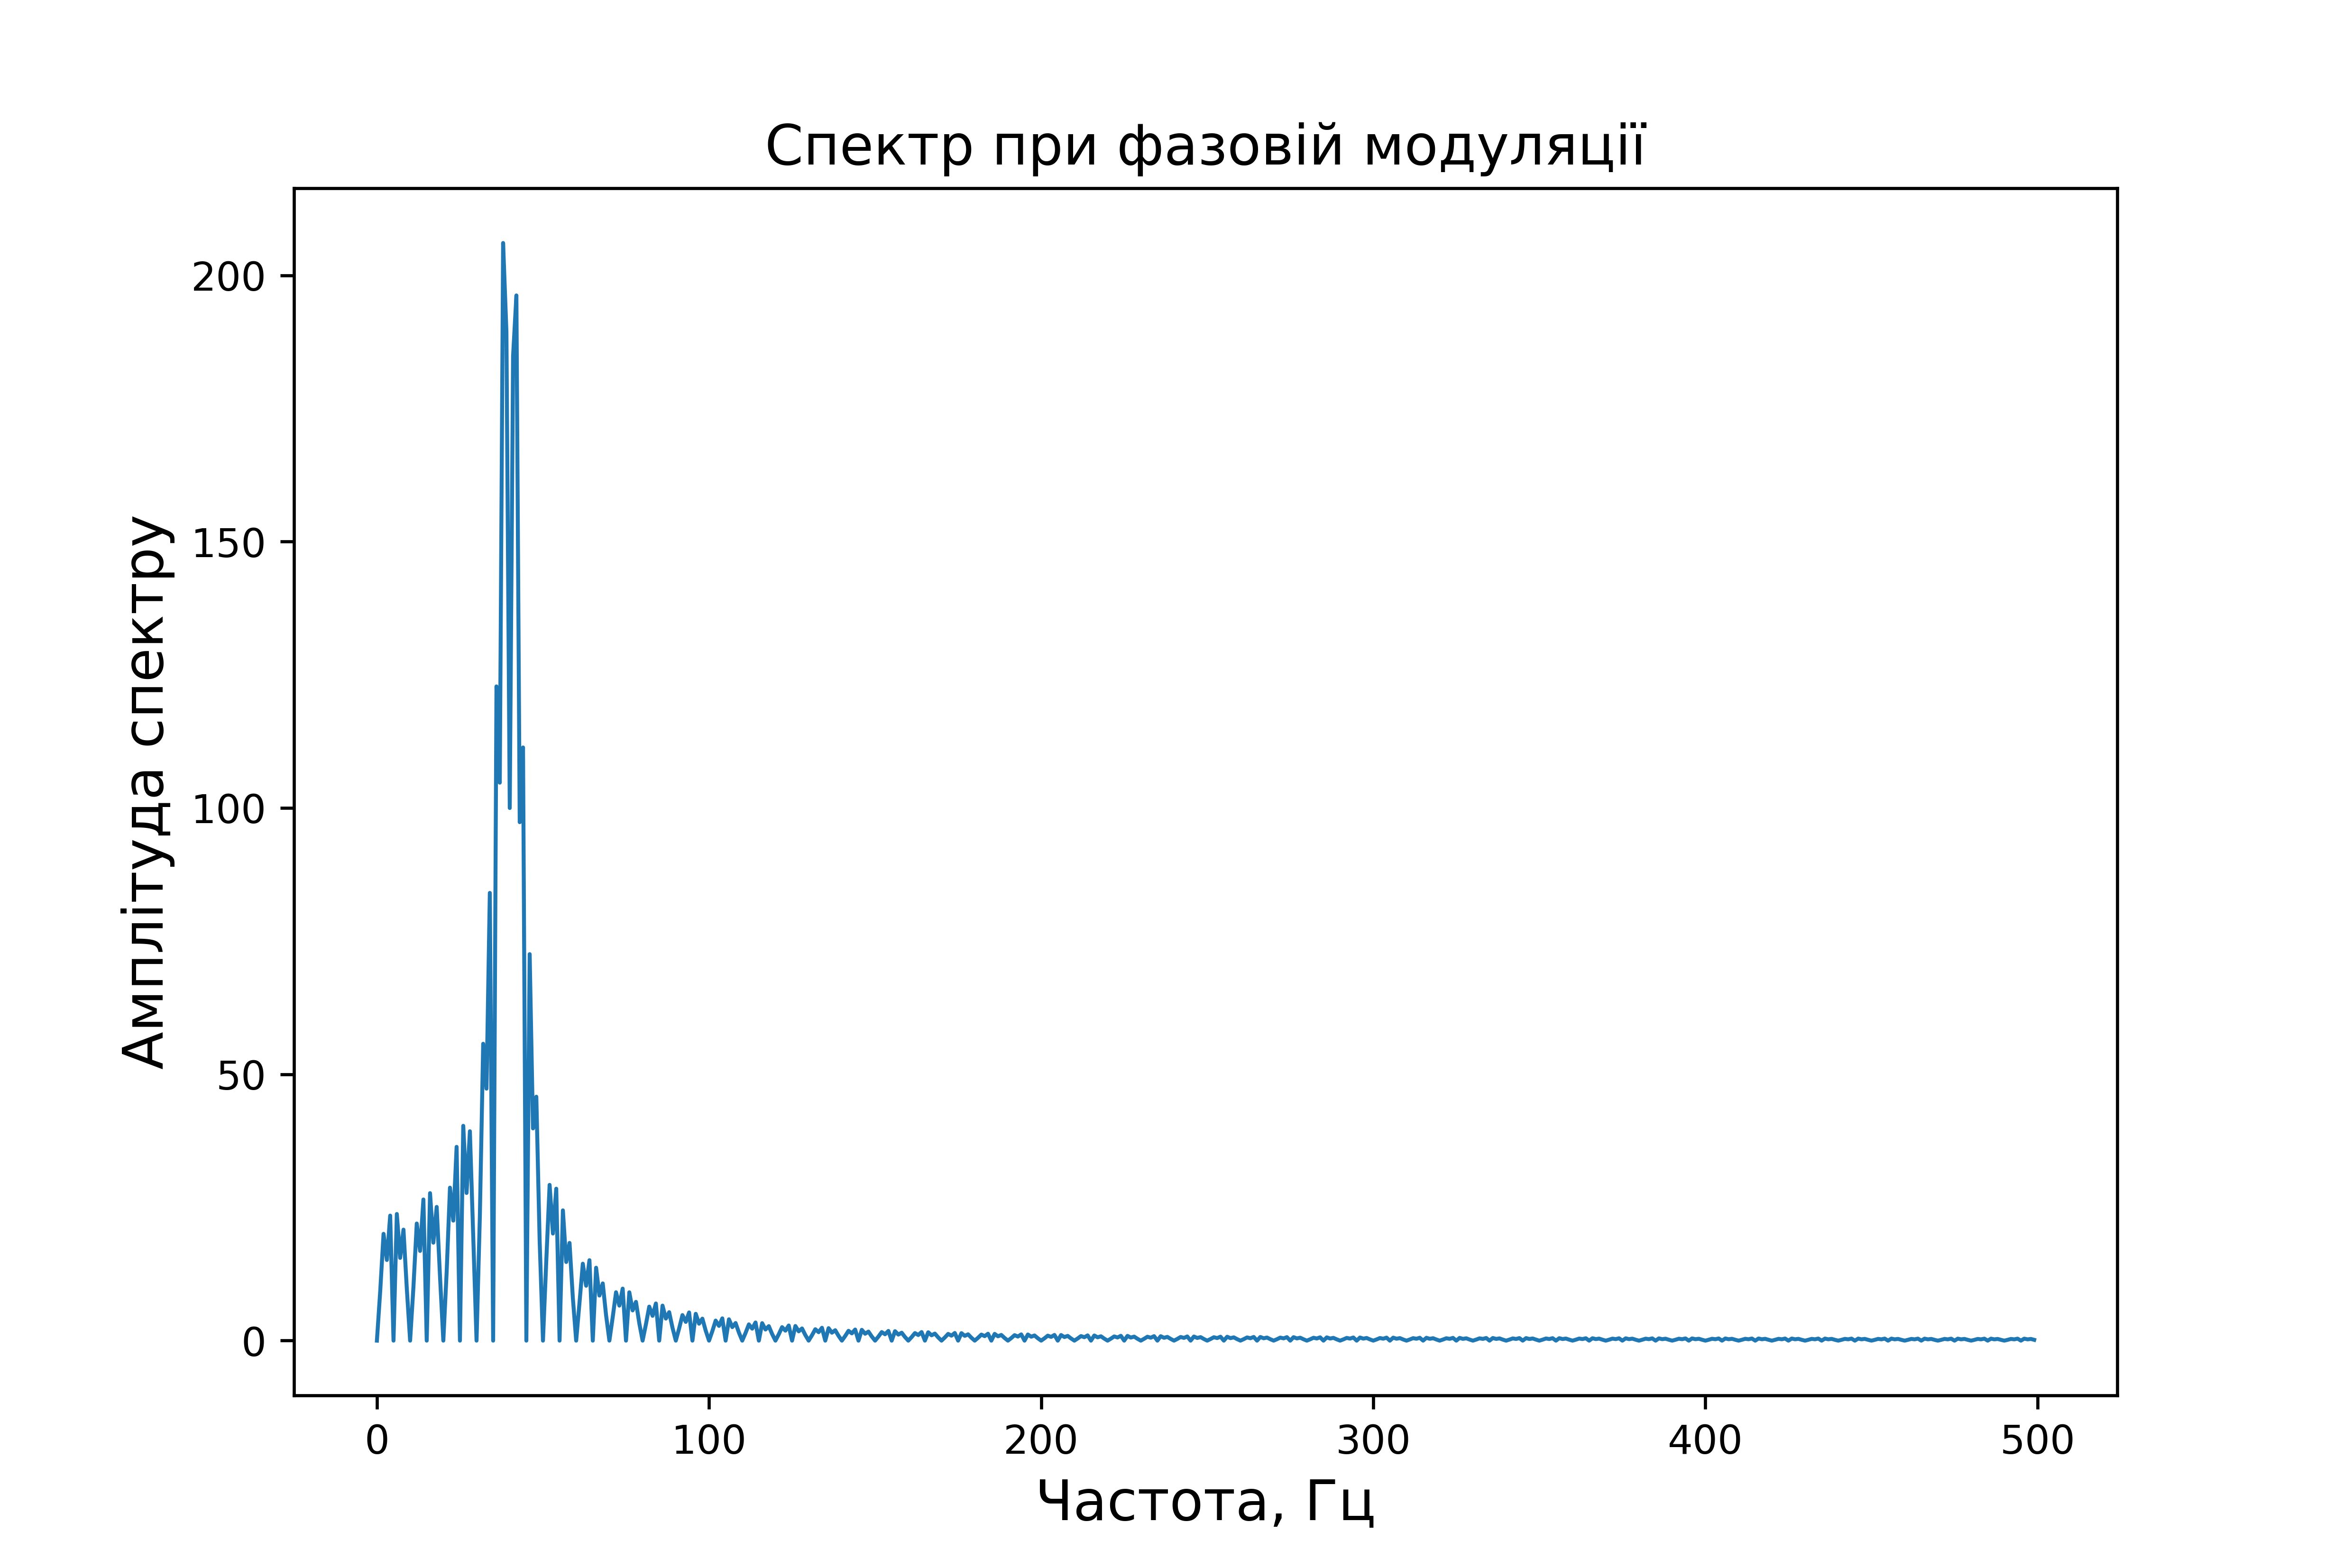 Спектр при фазовій модуляції
Амплітуда спектру
200
150
100
50
0
0 100 200 300 400 500
Частота, Гц